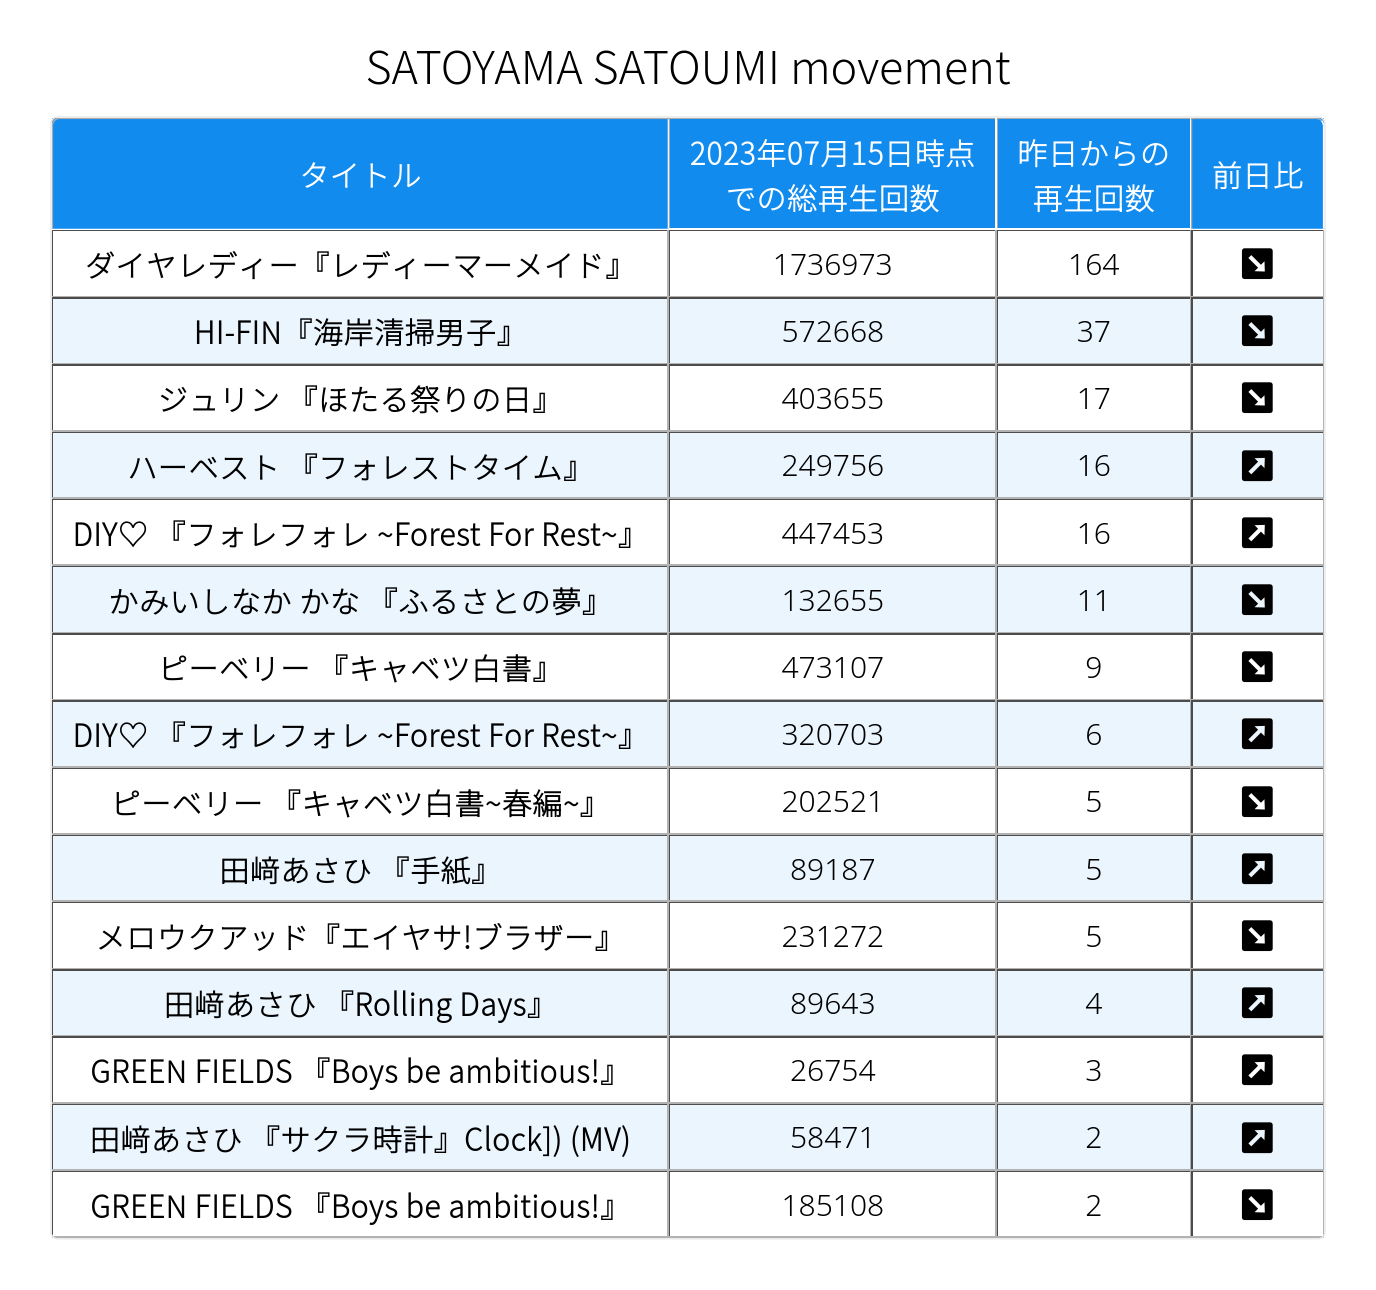 SATOYAMA SATOUMI movement
タイトル 2023年07月15日時点での総再生回数 昨日からの再生回数 前日比
ダイヤレディー『レディーマーメイド』 1736973 164 ↘
HI-FIN『海岸清掃男子』 572668 37 ↘
ジュリン 『ほたる祭りの日』 403655 17 ↘
ハーベスト 『フォレストタイム』 249756 16 ↗
DIY♡ 『フォレフォレ ~Forest For Rest~』 447453 16 ↗
かみいしなか かな 『ふるさとの夢』 132655 11 ↘
ピーベリー 『キャベツ白書』 473107 9 ↘
DIY♡ 『フォレフォレ ~Forest For Rest~』 320703 6 ↗
ピーベリー 『キャベツ白書~春編~』 202521 5 ↘
田﨑あさひ 『手紙』 89187 5 ↗
メロウクアッド『エイヤサ!ブラザー』 231272 5 ↘
田﨑あさひ 『Rolling Days』 89643 4 ↗
GREEN FIELDS 『Boys be ambitious!』 26754 3 ↗
田﨑あさひ 『サクラ時計』Clock]) (MV) 58471 2 ↗
GREEN FIELDS 『Boys be ambitious!』 185108 2 ↘